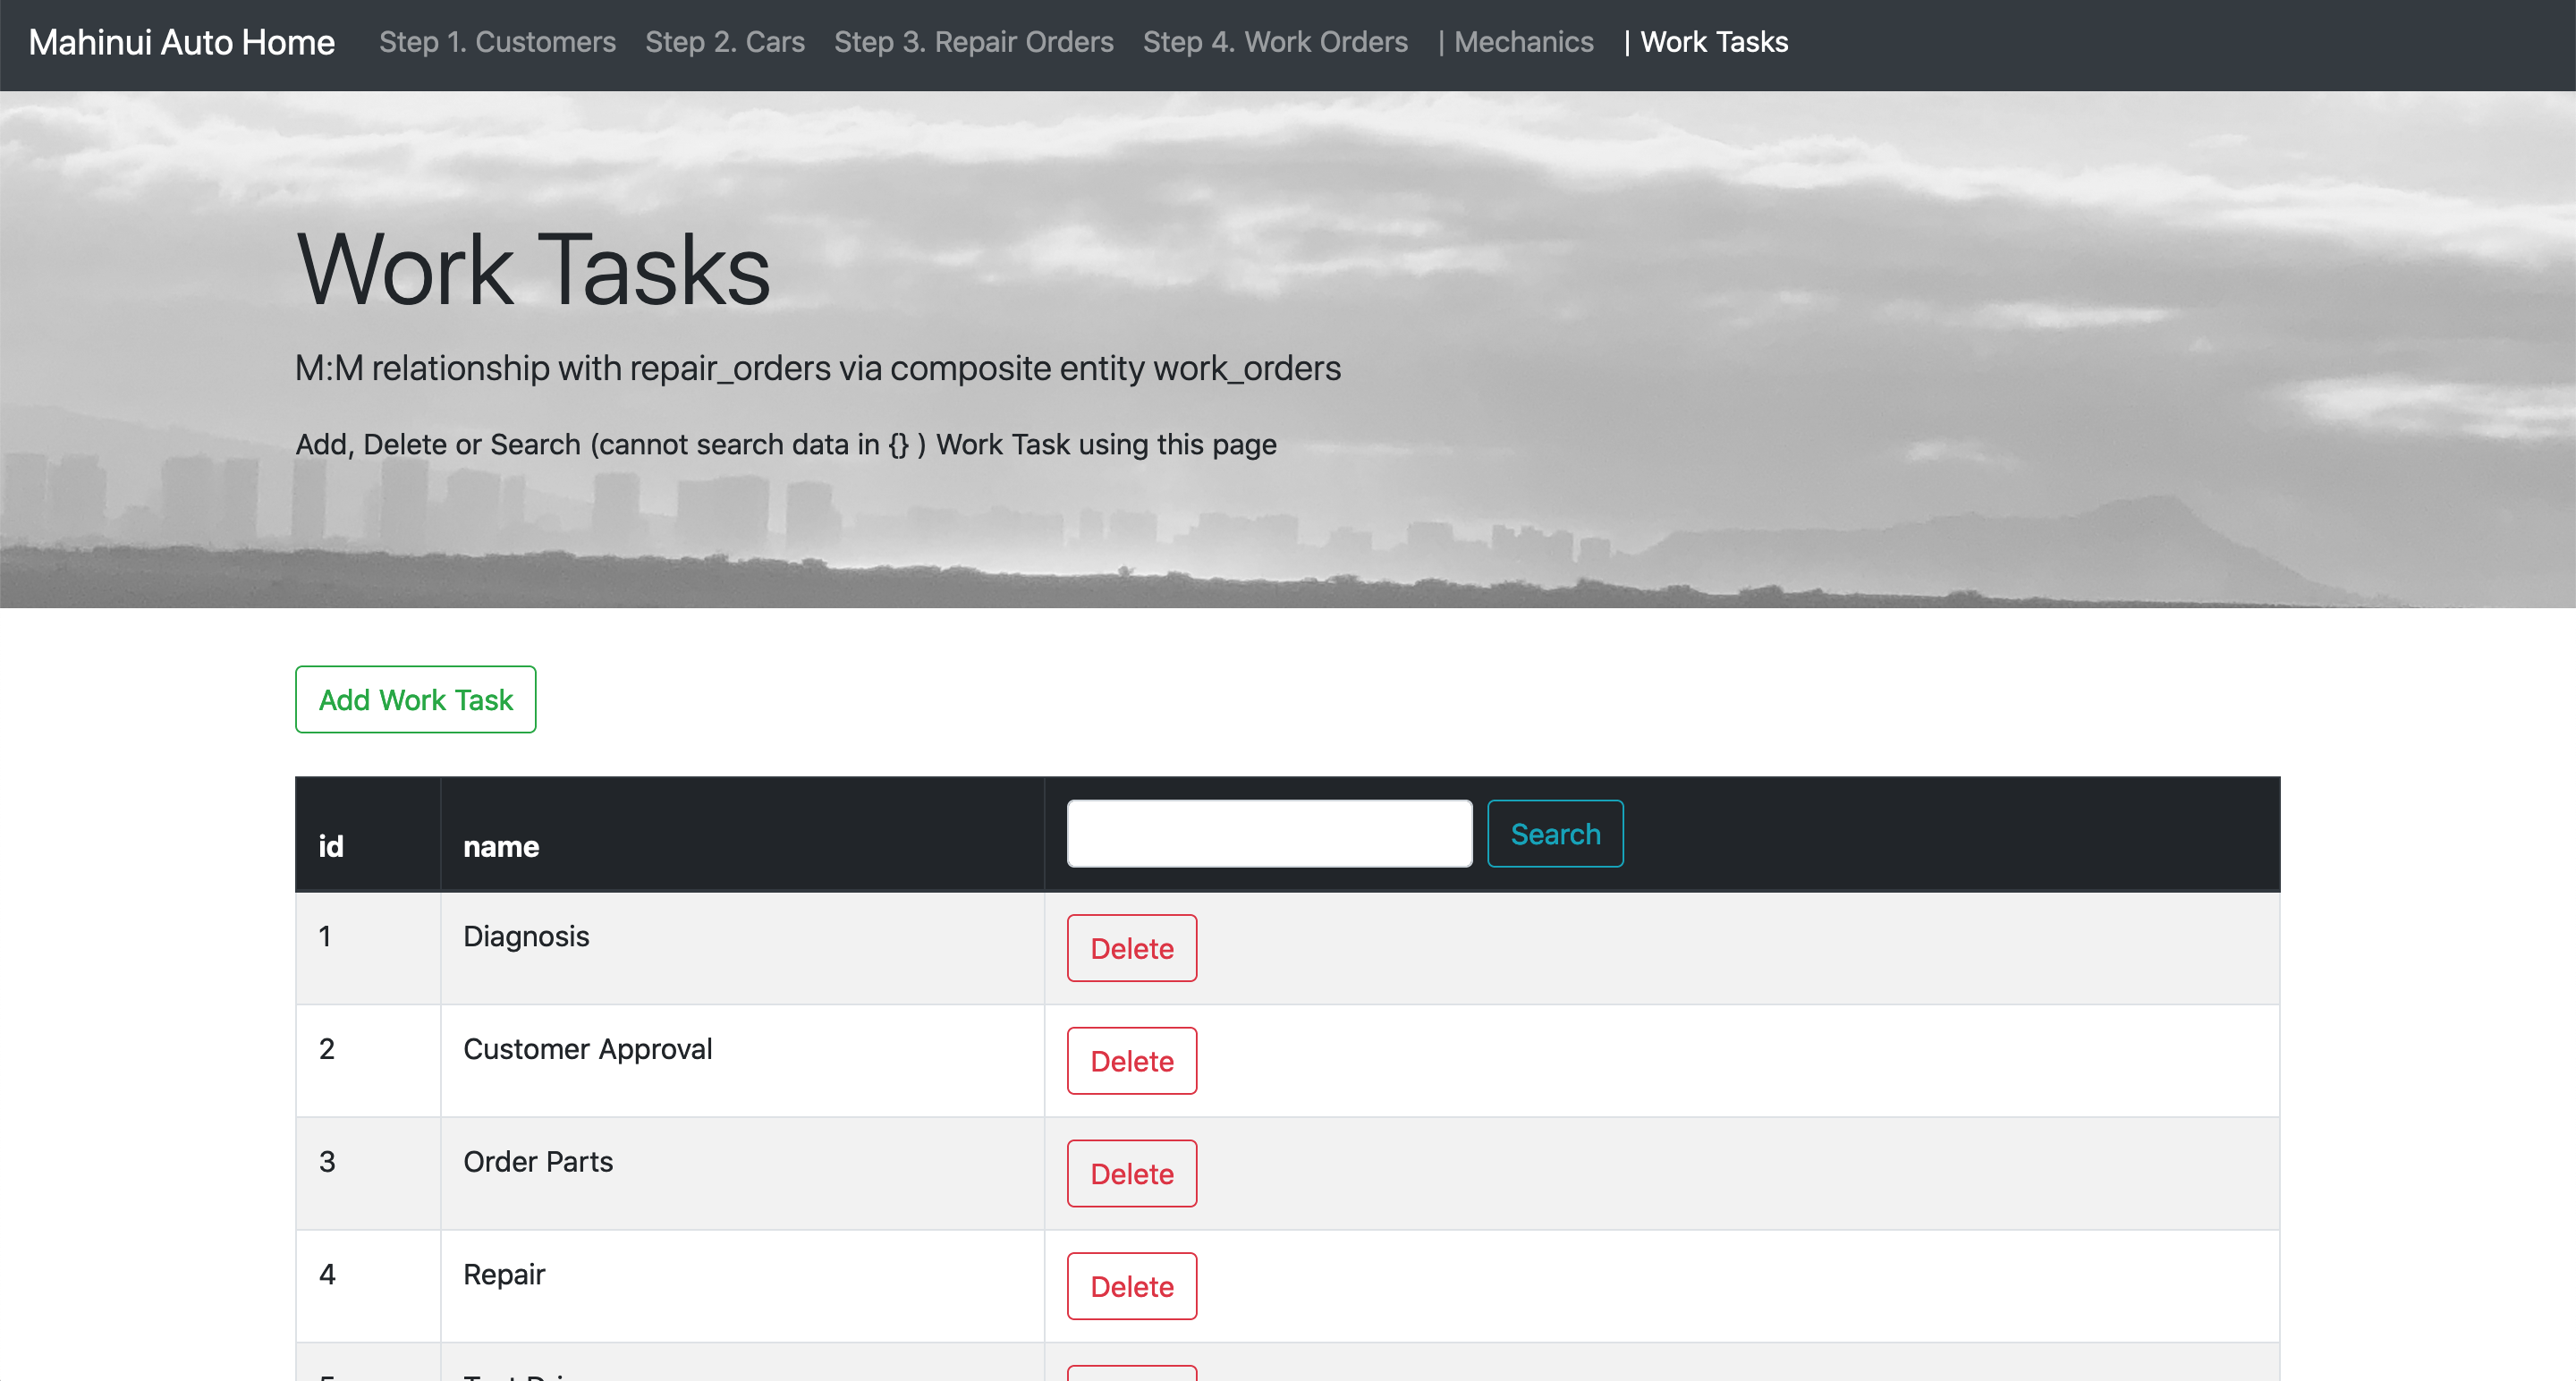 Mahinui Auto Home Step 1. Customers Step 2. Cars Step 3. Repair Orders Step 4. Work Orders | Mechanics | Work Tasks
Work Tasks
M:M relationship with repair_orders via composite entity work_orders
Add, Delete or Search (cannot search data in {} ) Work Task using this page
Add Work Task
id name Search
1 Diagnosis Delete
2 Customer Approval Delete
3 Order Parts Delete
4 Repair Delete